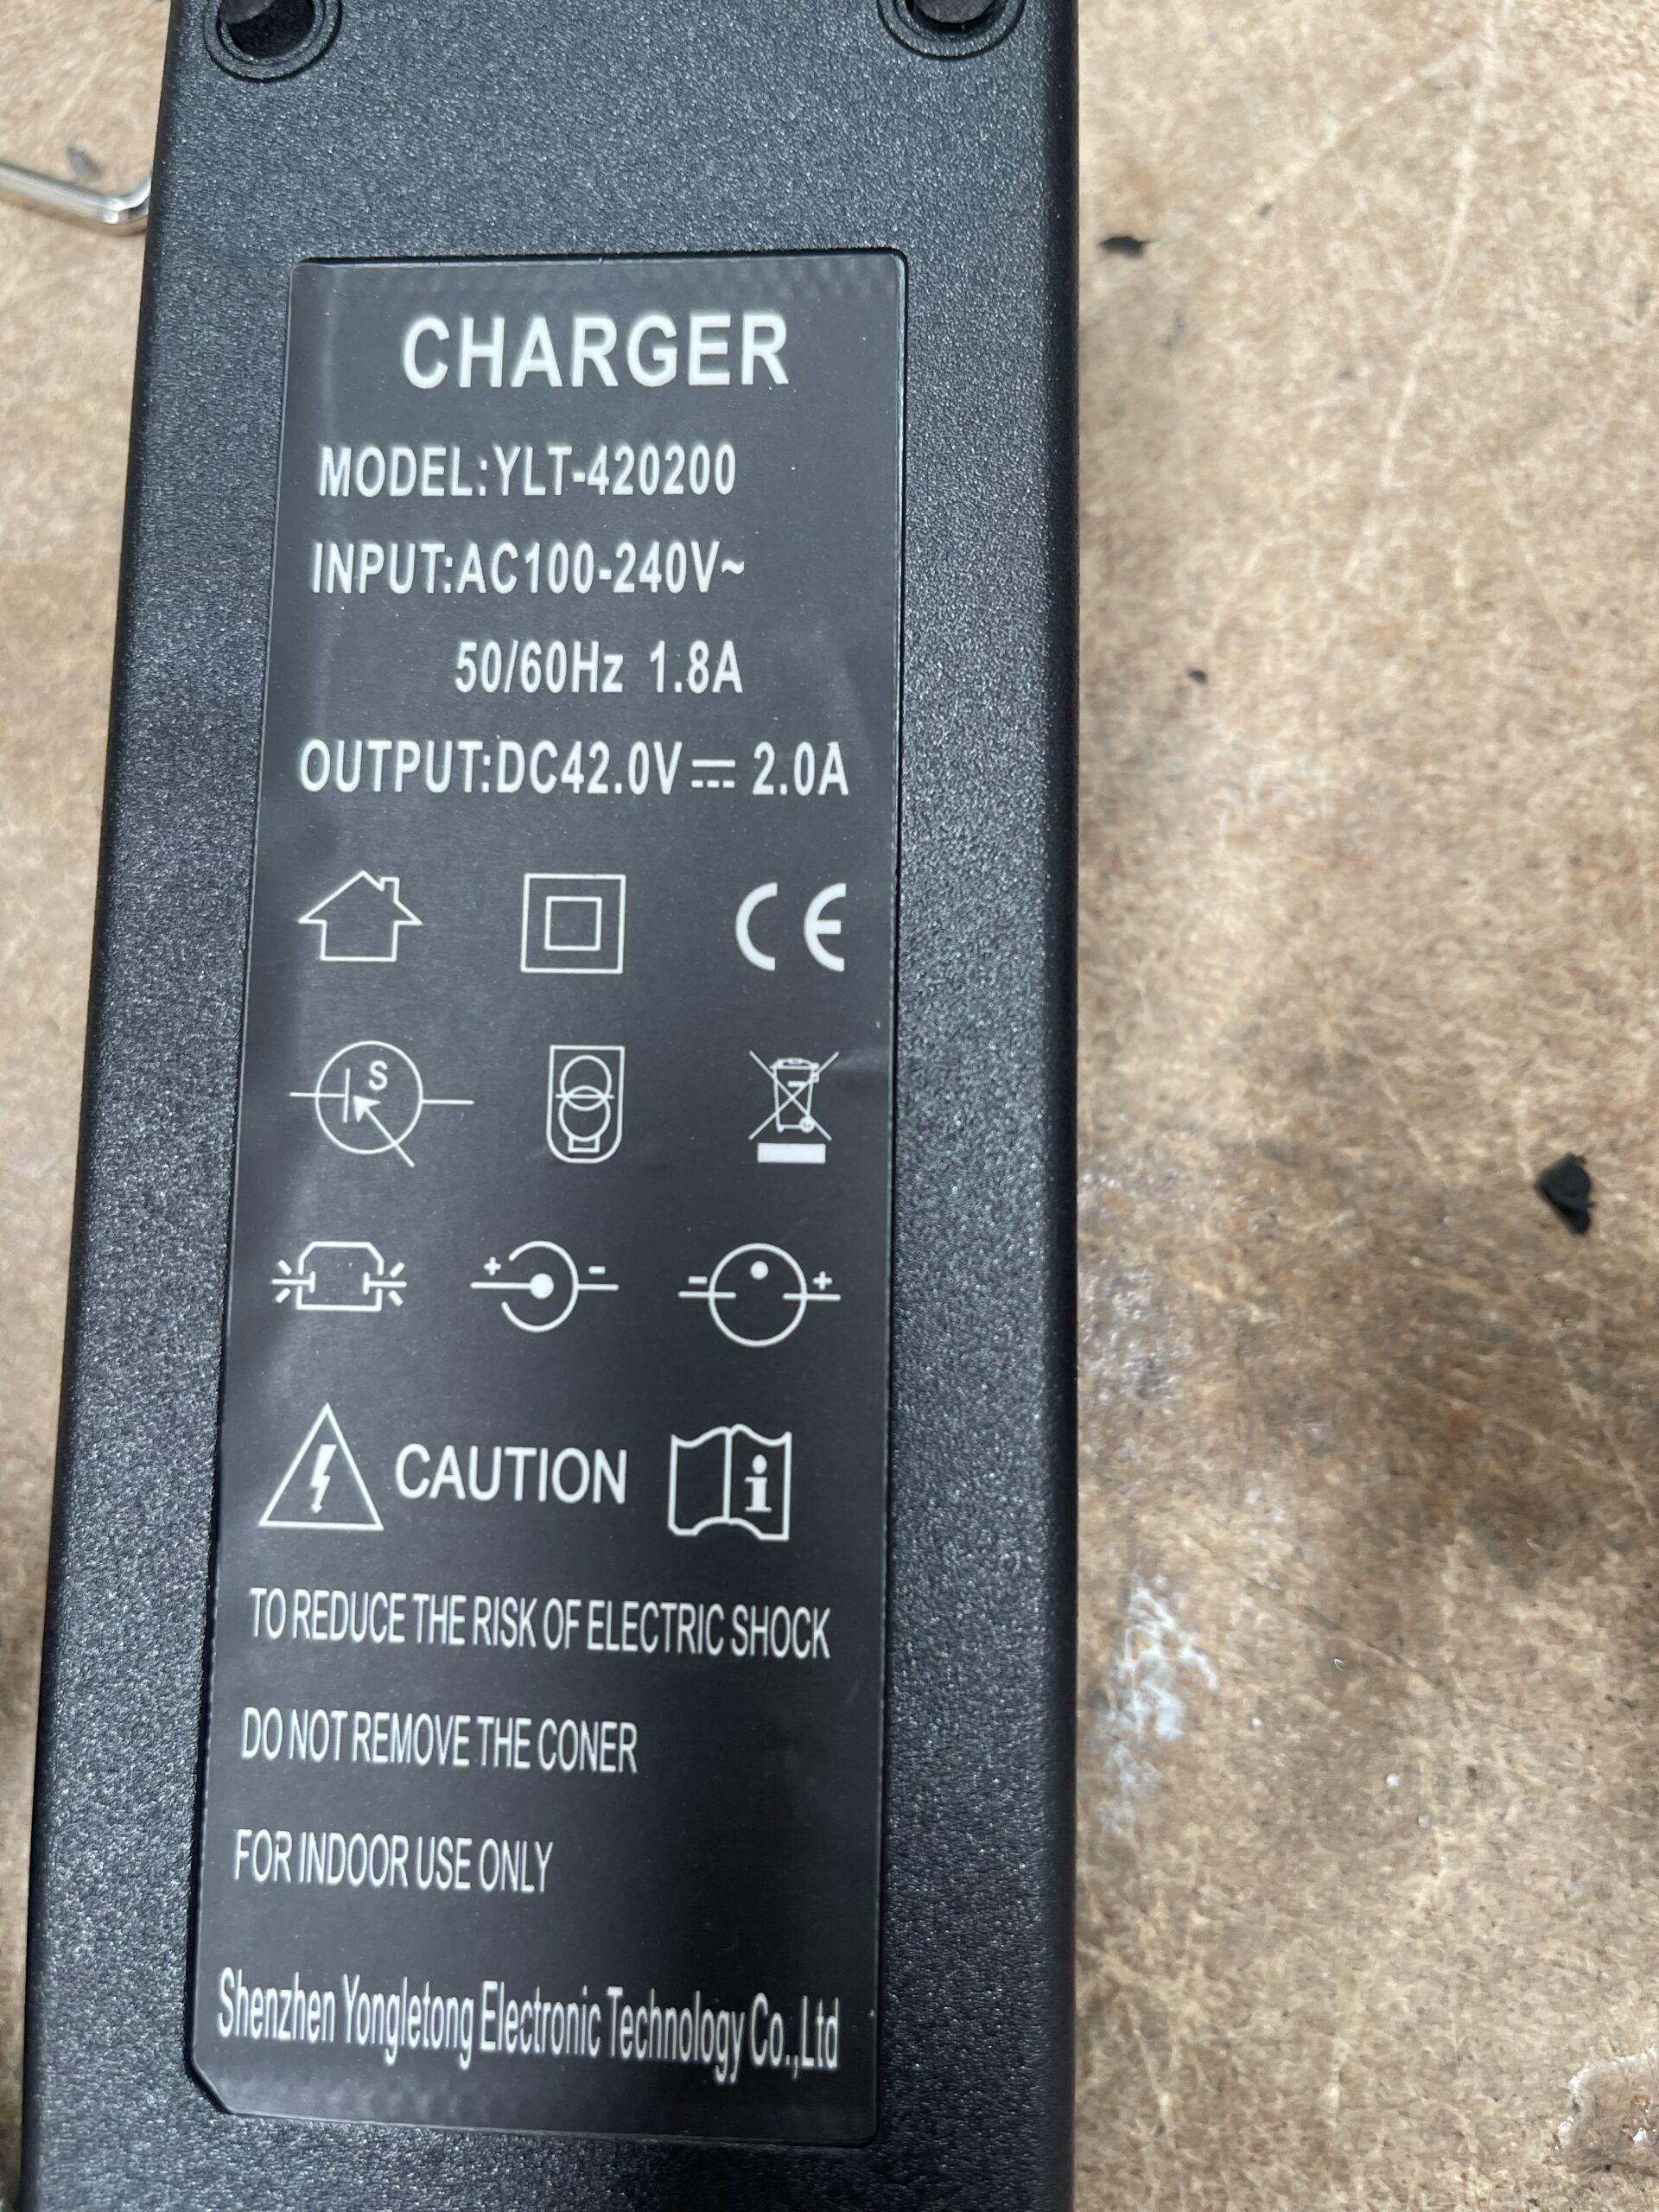 CHARGER
MODEL:YLT-420200
INPUT:AC100-240V~
50/60Hz 1.8A
OUTPUT:DC42.0V⎓2.0A
CE
S
+ -
- +
CAUTION i
TO REDUCE THE RISK OF ELECTRIC SHOCK
DO NOT REMOVE THE CONER
FOR INDOOR USE ONLY
Shenzhen Yongletong Electronic Technology Co.,Ltd